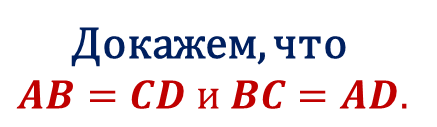 Докажем, что
AB = CD и BC = AD.